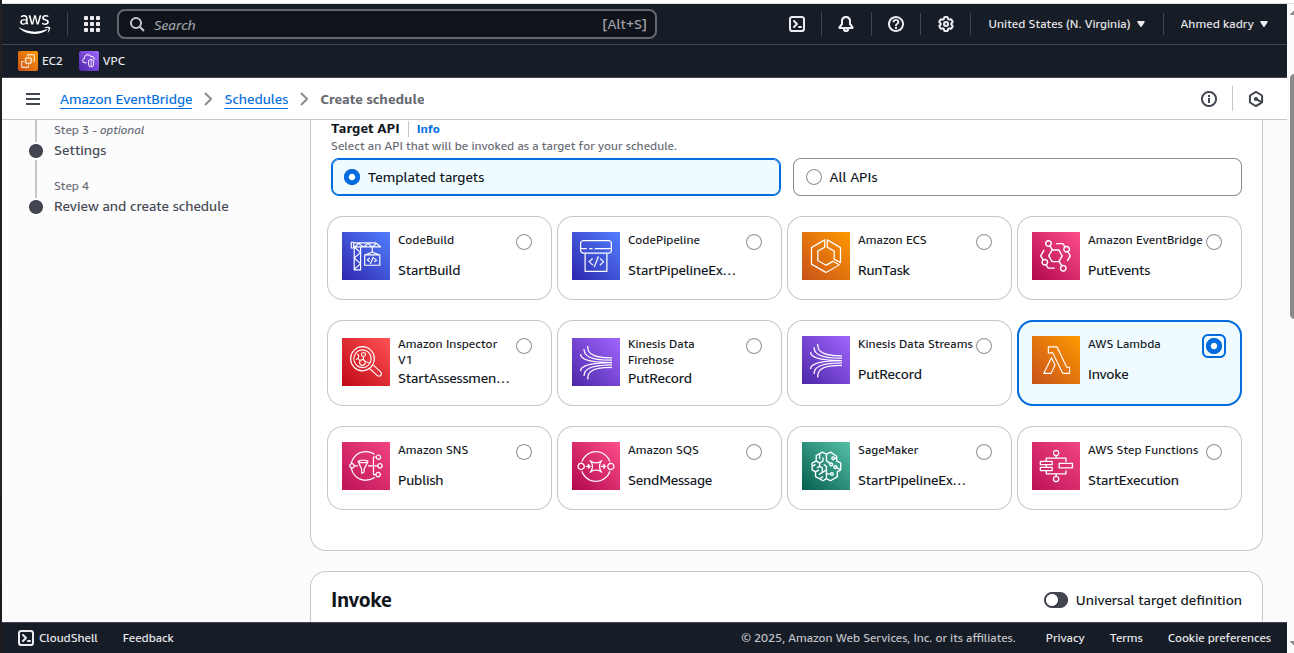 aws
Search
[Alt+S]
United States (N. Virginia)
Ahmed kadry
EC2
VPC
Amazon EventBridge
Schedules
Create schedule
Step 3 - optional
Settings
Step 4
Review and create schedule
Target API
Info
Select an API that will be invoked as a target for your schedule.
Templated targets
All APIs
CodeBuild
StartBuild
CodePipeline
StartPipelineEx...
Amazon ECS
RunTask
Amazon EventBridge
PutEvents
Amazon Inspector
V1
StartAssessmen...
Kinesis Data
Firehose
PutRecord
Kinesis Data Streams
PutRecord
AWS Lambda
Invoke
Amazon SNS
Publish
Amazon SQS
SendMessage
SageMaker
StartPipelineEx...
AWS Step Functions
StartExecution
Invoke
Universal target definition
CloudShell
Feedback
© 2025, Amazon Web Services, Inc. or its affiliates.
Privacy
Terms
Cookie preferences